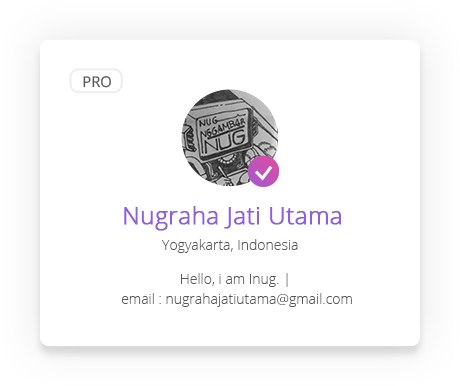 PRO
NUG
NGGAMBAR
NUG
Nugraha Jati Utama
Yogyakarta, Indonesia
Hello, i am Inug. |
email : nugrahajatiutama@gmail.com